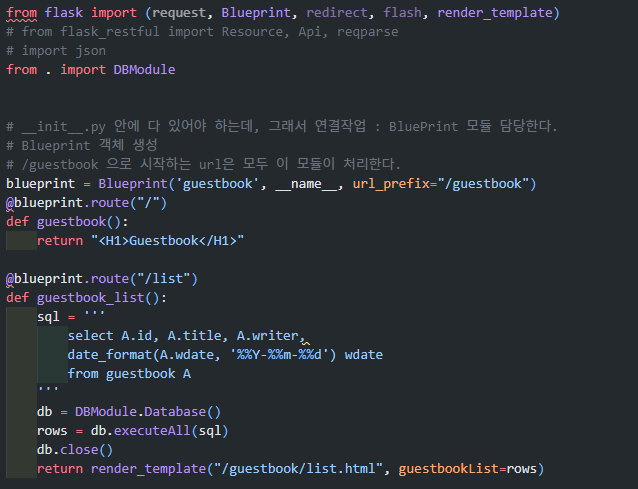 from flask import (request, Blueprint, redirect, flash, render_template)
# from flask_restful import Resource, Api, reqparse
# import json
from . import DBModule
# __init__.py 안에 다 있어야 하는데, 그래서 연결작업 : BluePrint 모듈 담당한다.
# Blueprint 객체 생성
# /guestbook 으로 시작하는 url은 모두 이 모듈이 처리한다.
blueprint = Blueprint('guestbook', __name__, url_prefix="/guestbook")
@blueprint.route("/")
def guestbook():
    return "<H1>Guestbook</H1>"
@blueprint.route("/list")
def guestbook_list():
    sql = '''
        select A.id, A.title, A.writer,
        date_format(A.wdate, '%%Y-%%m-%%d') wdate
        from guestbook A
    '''
    db = DBModule.Database()
    rows = db.executeAll(sql)
    db.close()
    return render_template("/guestbook/list.html", guestbookList=rows)